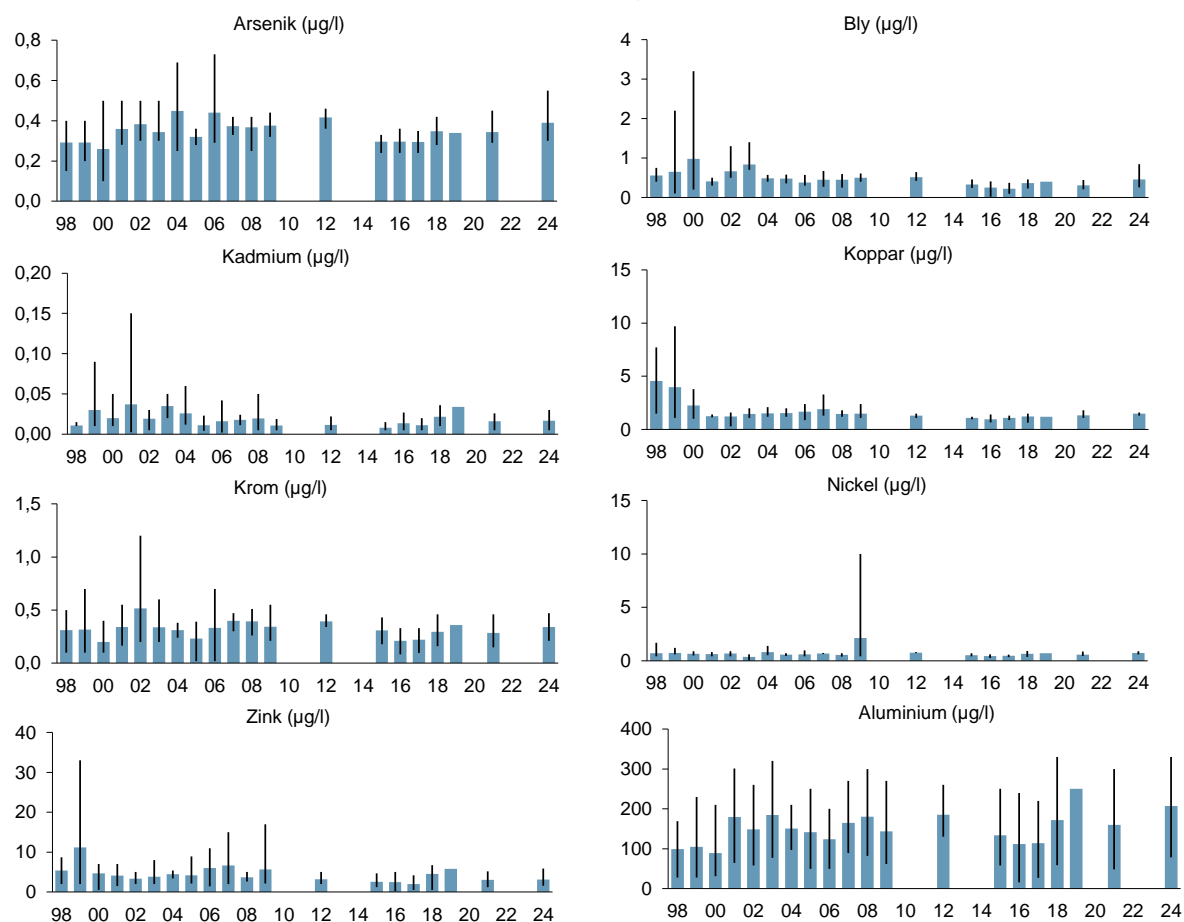 Arsenik (µg/l)
0,8
0,6
0,4
0,2
0,0
98 00 02 04 06 08 10 12 14 16 18 20 22 24
Bly (µg/l)
4
3
2
1
0
98 00 02 04 06 08 10 12 14 16 18 20 22 24
Kadmium (µg/l)
0,20
0,15
0,10
0,05
0,00
98 00 02 04 06 08 10 12 14 16 18 20 22 24
Koppar (µg/l)
15
10
5
0
98 00 02 04 06 08 10 12 14 16 18 20 22 24
Krom (µg/l)
1,5
1,0
0,5
0,0
98 00 02 04 06 08 10 12 14 16 18 20 22 24
Nickel (µg/l)
15
10
5
0
98 00 02 04 06 08 10 12 14 16 18 20 22 24
Zink (µg/l)
40
30
20
10
0
98 00 02 04 06 08 10 12 14 16 18 20 22 24
Aluminium (µg/l)
400
300
200
100
0
98 00 02 04 06 08 10 12 14 16 18 20 22 24